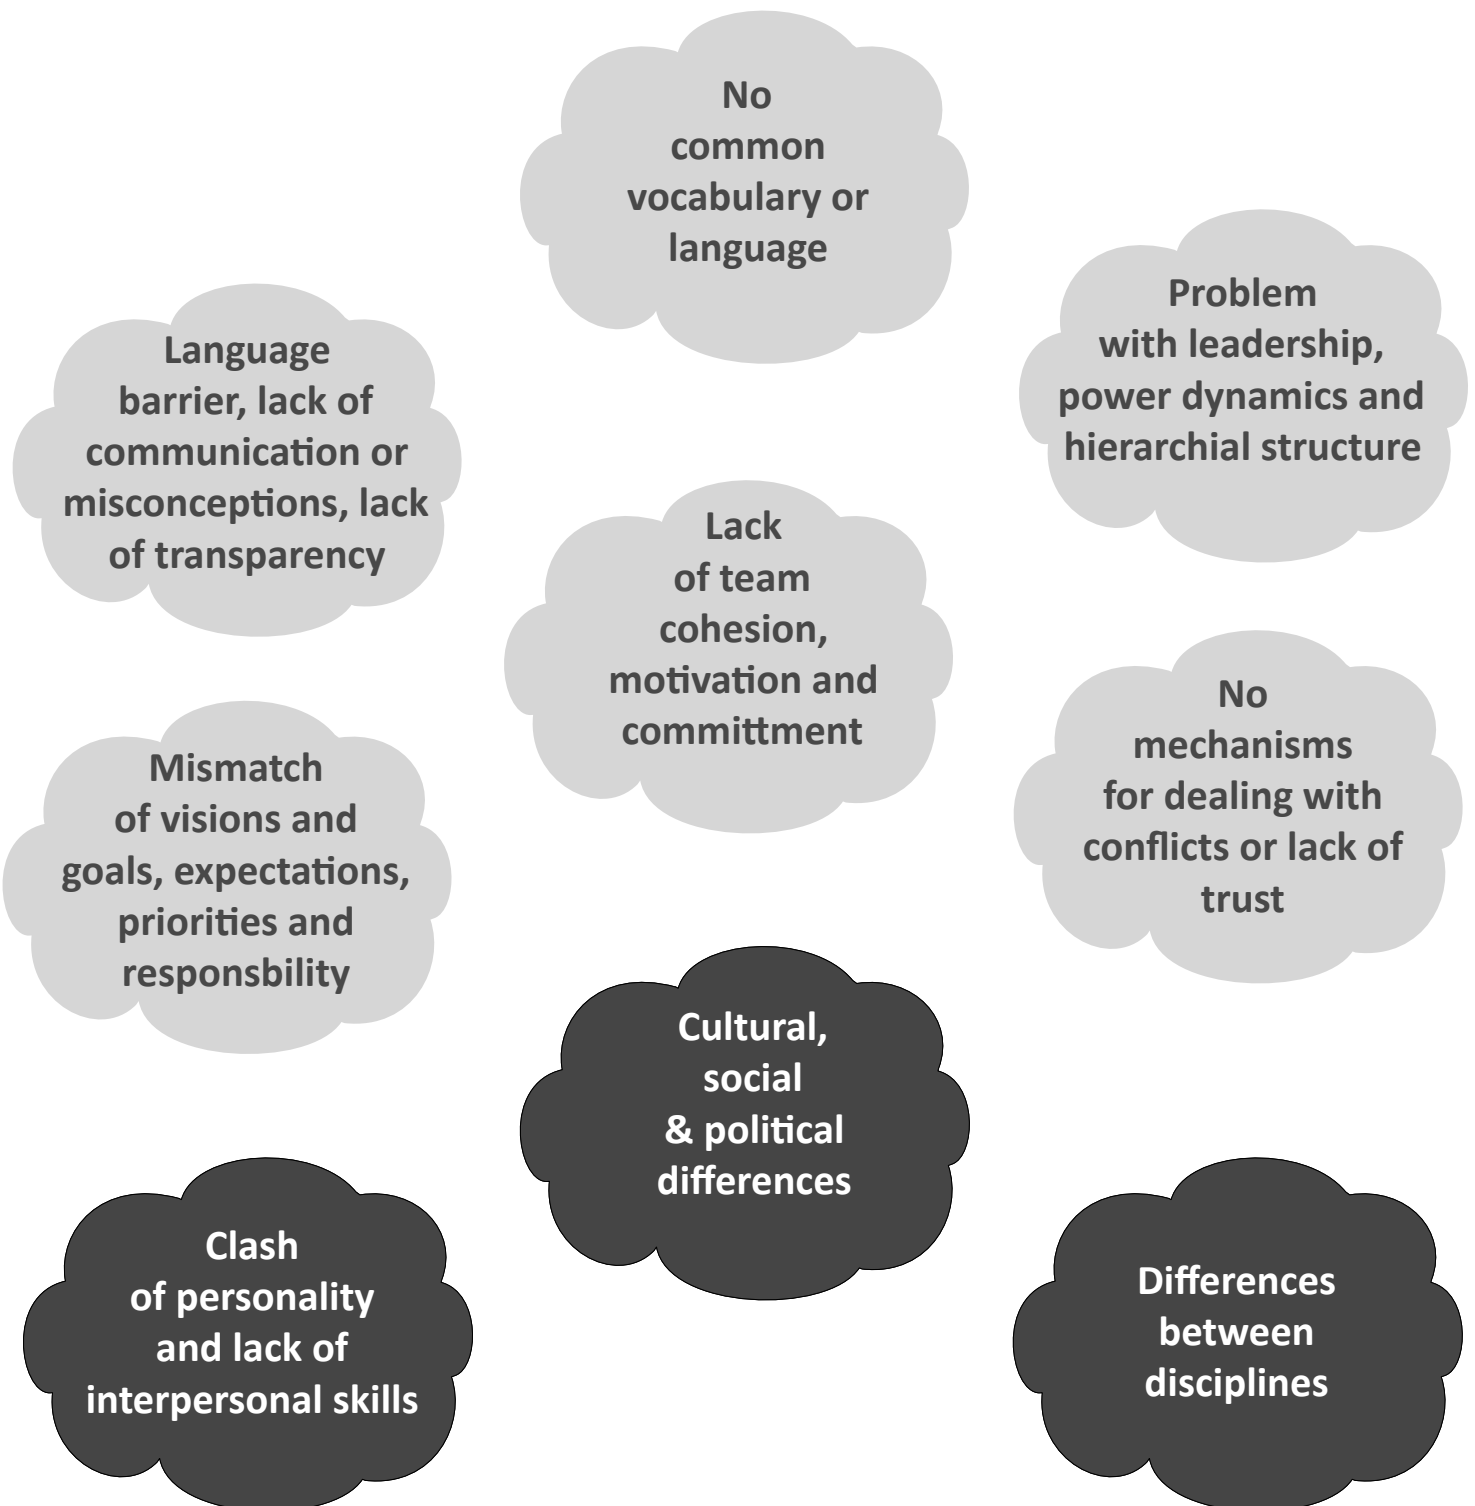 No
common
vocabulary or
language
Problem
with leadership,
power dynamics and
hierarchial structure
Language
barrier, lack of
communication or
misconceptions, lack
of transparency
Lack
of team
cohesion,
motivation and
committment
No
mechanisms
for dealing with
conflicts or lack of
trust
Mismatch
of visions and
goals, expectations,
priorities and
responsbility
Cultural,
social
& political
differences
Clash
of personality
and lack of
interpersonal skills
Differences
between
disciplines